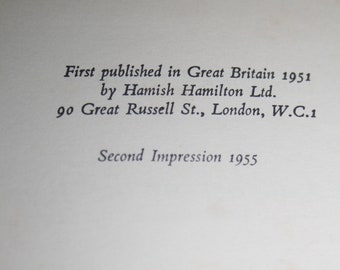 First published in Great Britain 1951
by Hamish Hamilton Ltd.
90 Great Russell St., London, W.C.1
Second Impression 1955